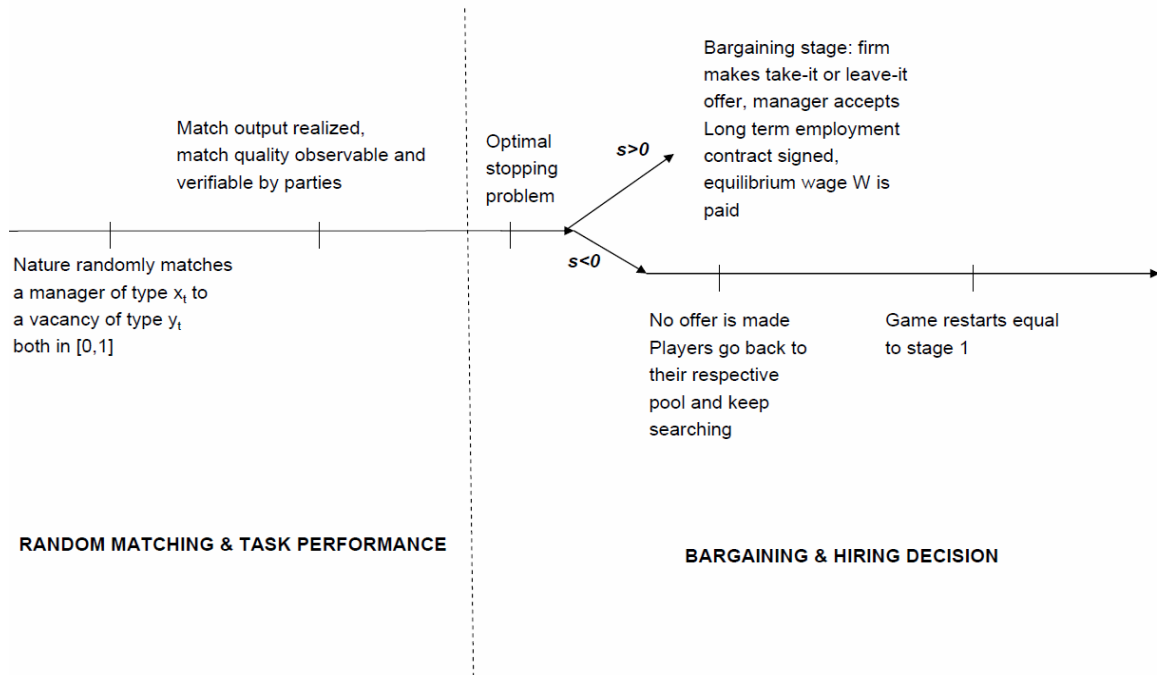 Bargaining stage: firm
makes take-it or leave-it
offer, manager accepts
Long term employment
contract signed,
equilibrium wage W is
paid
Match output realized,
match quality observable and
verifiable by parties
Optimal
stopping
problem
s>0
s<0
Nature randomly matches
a manager of type xₜ to
a vacancy of type yₜ
both in [0,1]
No offer is made
Players go back to
their respective
pool and keep
searching
Game restarts equal
to stage 1
RANDOM MATCHING & TASK PERFORMANCE
BARGAINING & HIRING DECISION